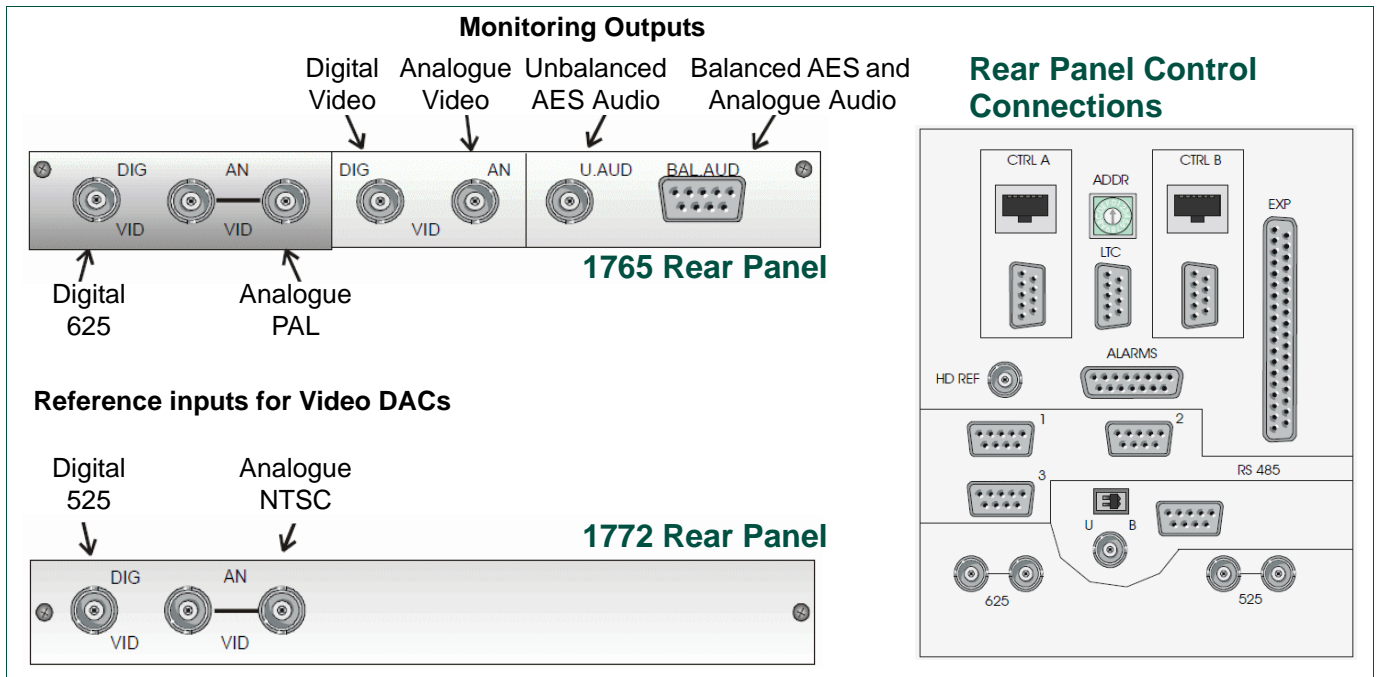 Monitoring Outputs
Digital Video
Analogue Video
Unbalanced AES Audio
Balanced AES and Analogue Audio
DIG
VID
AN
VID
DIG
VID
AN
U.AUD
BAL.AUD
1765 Rear Panel
Digital 625
Analogue PAL
Reference inputs for Video DACs
Digital 525
Analogue NTSC
1772 Rear Panel
DIG
VID
AN
VID
Rear Panel Control
Connections
CTRL A
ADDR
CTRL B
LTC
EXP
ALARMS
HD REF
1
2
3
RS 485
U
B
625
525